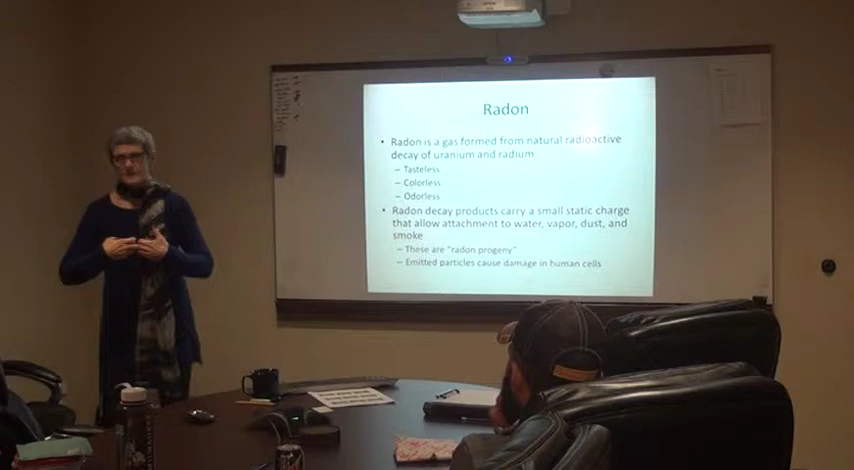 Radon
• Radon is a gas formed from natural radioactive
decay of uranium and radium
– Tasteless
– Colorless
– Odorless
• Radon decay products carry a small static charge
that allow attachment to water, vapor, dust, and
smoke
– These are "radon progeny"
– Emitted particles cause damage in human cells